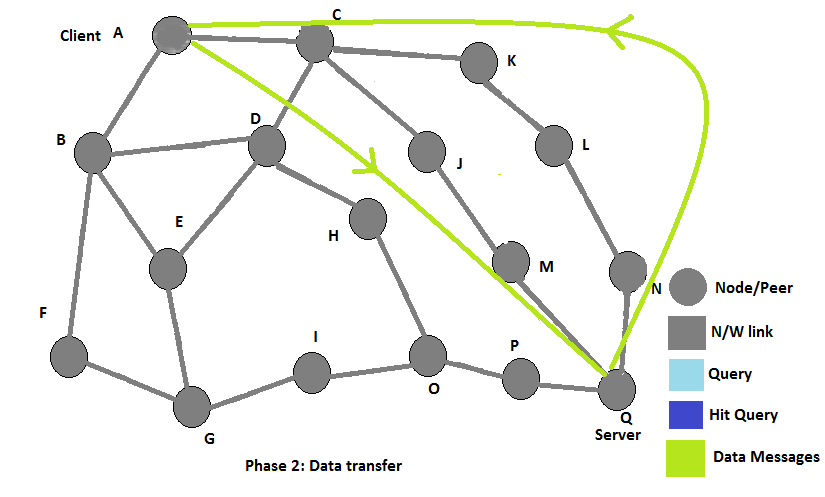 C
Client A
K
D
B
L
J
E
H
M
N
Node/Peer
F
N/W link
I
P
Query
O
Hit Query
Q
G
Server
Data Messages
Phase 2: Data transfer